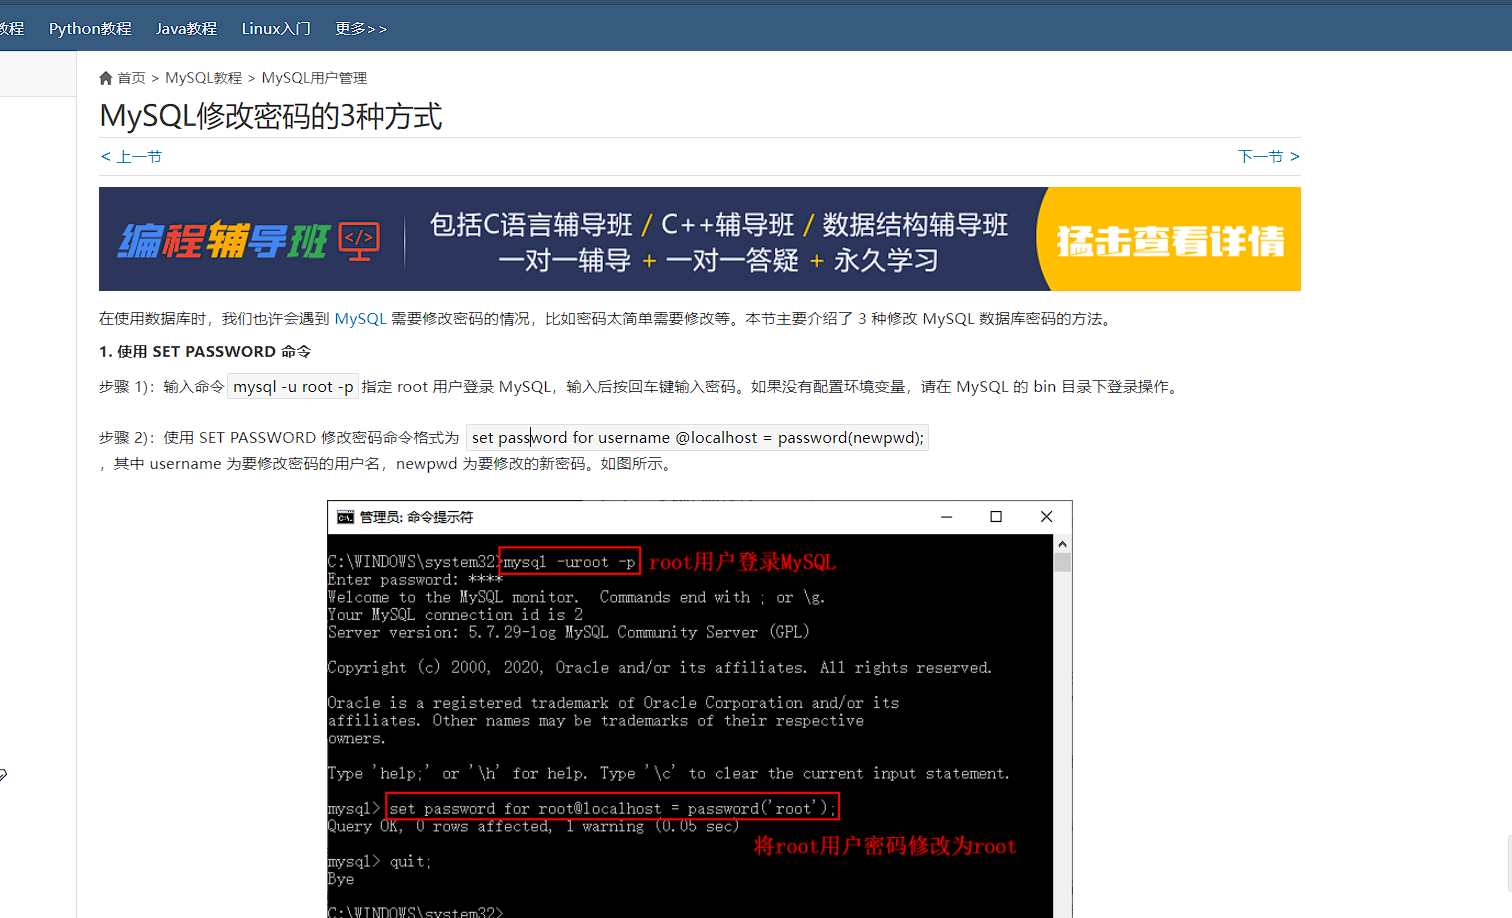 教程 Python教程 Java教程 Linux入门 更多>>
首页 > MySQL教程 > MySQL用户管理
MySQL修改密码的3种方式
< 上一节
下一节 >
编程辅导班 </>
包括C语言辅导班 / C++辅导班 / 数据结构辅导班
一对一辅导 + 一对一答疑 + 永久学习
猛击查看详情
在使用数据库时，我们也许会遇到 MySQL 需要修改密码的情况，比如密码太简单需要修改等。本节主要介绍了 3 种修改 MySQL 数据库密码的方法。
1. 使用 SET PASSWORD 命令
步骤 1)：输入命令 mysql -u root -p 指定 root 用户登录 MySQL，输入后按回车键输入密码。如果没有配置环境变量，请在 MySQL 的 bin 目录下登录操作。
步骤 2)：使用 SET PASSWORD 修改密码命令格式为 set password for username @localhost = password(newpwd);
，其中 username 为要修改密码的用户名，newpwd 为要修改的新密码。如图所示。
管理员: 命令提示符
C:\WINDOWS\system32>mysql -uroot -p root用户登录MySQL
Enter password: ****
Welcome to the MySQL monitor.  Commands end with ; or \g.
Your MySQL connection id is 2
Server version: 5.7.29-log MySQL Community Server (GPL)
Copyright (c) 2000, 2020, Oracle and/or its affiliates. All rights reserved.
Oracle is a registered trademark of Oracle Corporation and/or its
affiliates. Other names may be trademarks of their respective
owners.
Type 'help;' or '\h' for help. Type '\c' to clear the current input statement.
mysql> set password for root@localhost = password('root');
Query OK, 0 rows affected, 1 warning (0.05 sec)
将root用户密码修改为root
mysql> quit;
Bye
C:\WINDOWS\system32>